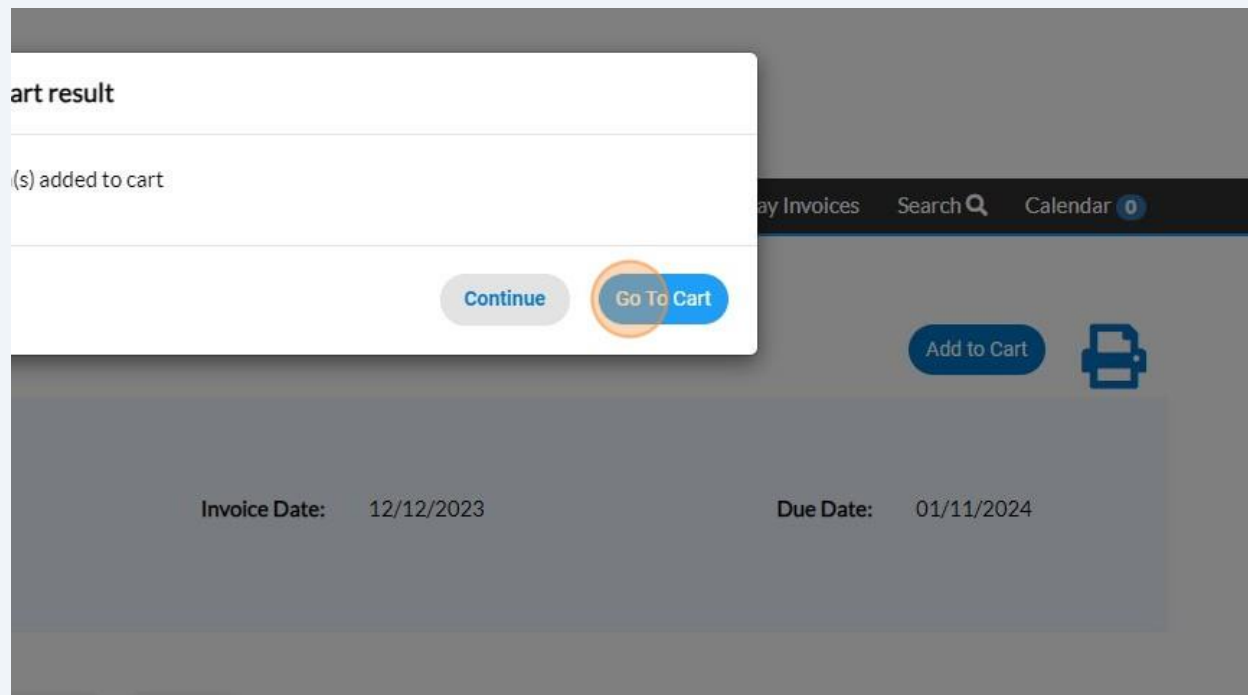 art result
(s) added to cart
ay Invoices Search Calendar 0
Continue Go To Cart
Add to Cart
Invoice Date: 12/12/2023 Due Date: 01/11/2024